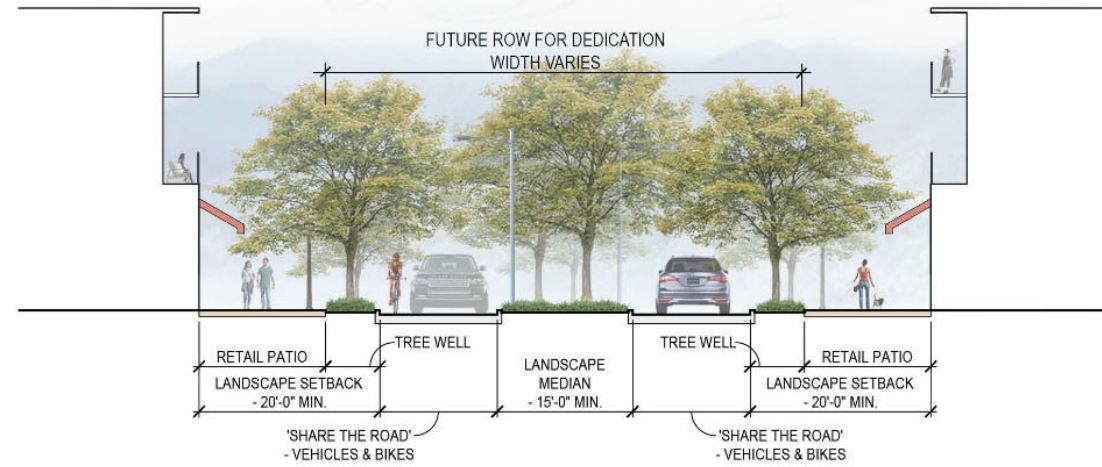 FUTURE ROW FOR DEDICATION
WIDTH VARIES
TREE WELL
TREE WELL
RETAIL PATIO
LANDSCAPE
MEDIAN
- 15'-0" MIN.
RETAIL PATIO
LANDSCAPE SETBACK
- 20'-0" MIN.
LANDSCAPE SETBACK
- 20'-0" MIN.
'SHARE THE ROAD'
- VEHICLES & BIKES
'SHARE THE ROAD'
- VEHICLES & BIKES